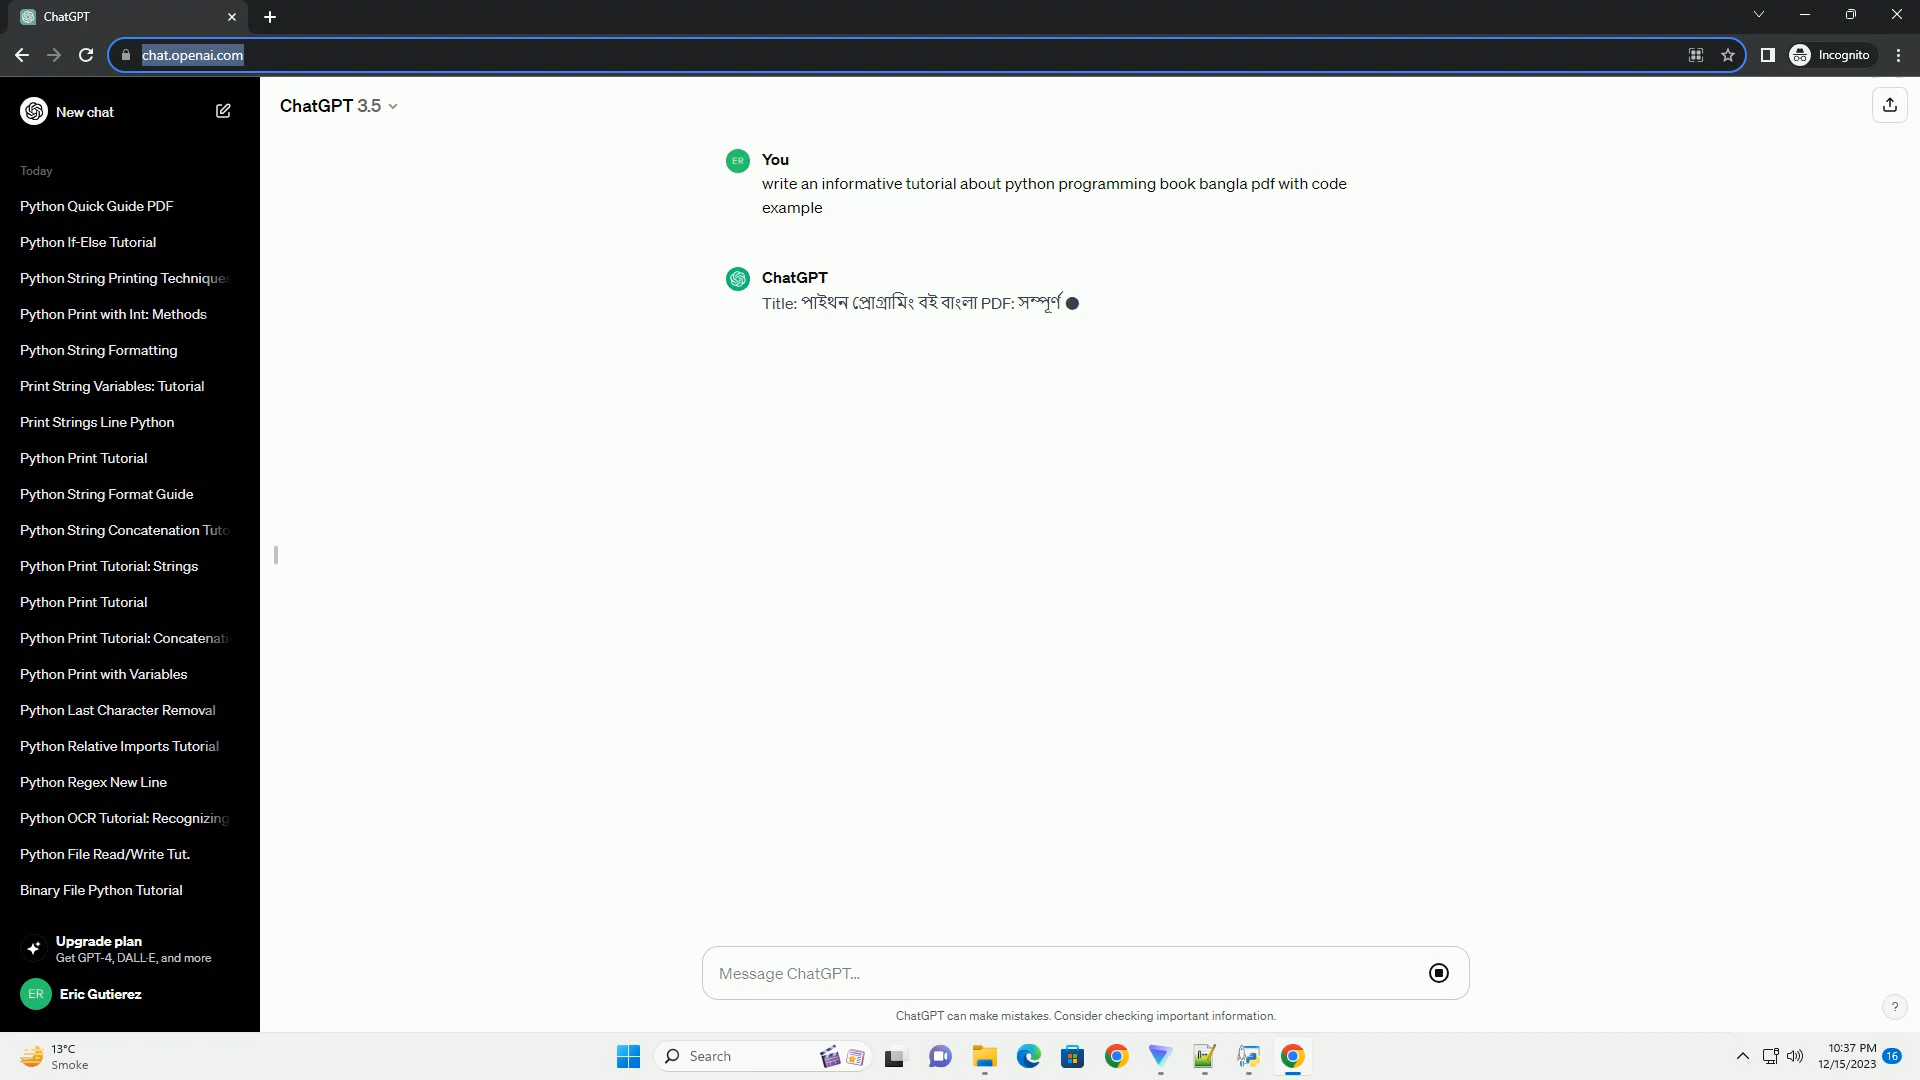 ChatGPT
chat.openai.com
Incognito
New chat
ChatGPT 3.5
Today
Python Quick Guide PDF
Python If-Else Tutorial
Python String Printing Techniques
Python Print with Int: Methods
Python String Formatting
Print String Variables: Tutorial
Print Strings Line Python
Python Print Tutorial
Python String Format Guide
Python String Concatenation Tuto
Python Print Tutorial: Strings
Python Print Tutorial
Python Print Tutorial: Concatenati
Python Print with Variables
Python Last Character Removal
Python Relative Imports Tutorial
Python Regex New Line
Python OCR Tutorial: Recognizing
Python File Read/Write Tut.
Binary File Python Tutorial
Upgrade plan
Get GPT-4, DALL·E, and more
ER
Eric Gutierez
ER
You
write an informative tutorial about python programming book bangla pdf with code
example
ChatGPT
Title: পাইথন প্রোগ্রামিং বই বাংলা PDF: সম্পূর্ণ
Message ChatGPT...
ChatGPT can make mistakes. Consider checking important information.
?
13°C
Smoke
Search
10:37 PM
12/15/2023
16